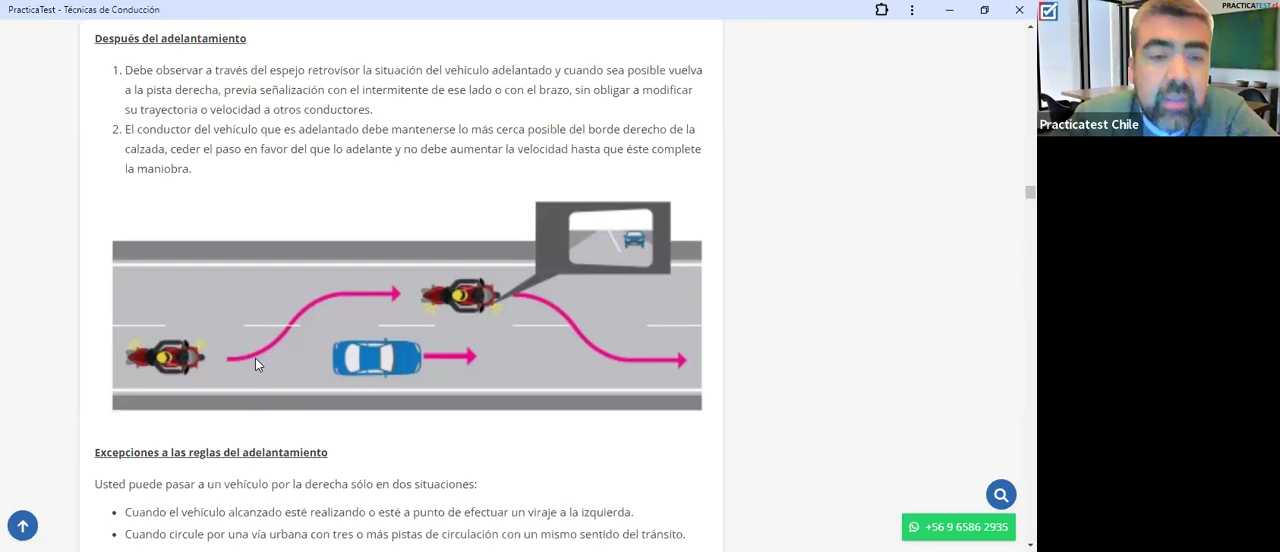 PracticaTest - Técnicas de Conducción
PRACTICATEST.cl
Practicatest Chile
Después del adelantamiento
1. Debe observar a través del espejo retrovisor la situación del vehículo adelantado y cuando sea posible vuelva
a la pista derecha, previa señalización con el intermitente de ese lado o con el brazo, sin obligar a modificar
su trayectoria o velocidad a otros conductores.
2. El conductor del vehículo que es adelantado debe mantenerse lo más cerca posible del borde derecho de la
calzada, ceder el paso en favor del que lo adelante y no debe aumentar la velocidad hasta que éste complete
la maniobra.
Excepciones a las reglas del adelantamiento
Usted puede pasar a un vehículo por la derecha sólo en dos situaciones:
• Cuando el vehículo alcanzado esté realizando o esté a punto de efectuar un viraje a la izquierda.
• Cuando circule por una vía urbana con tres o más pistas de circulación con un mismo sentido del tránsito.
+56 9 6586 2935